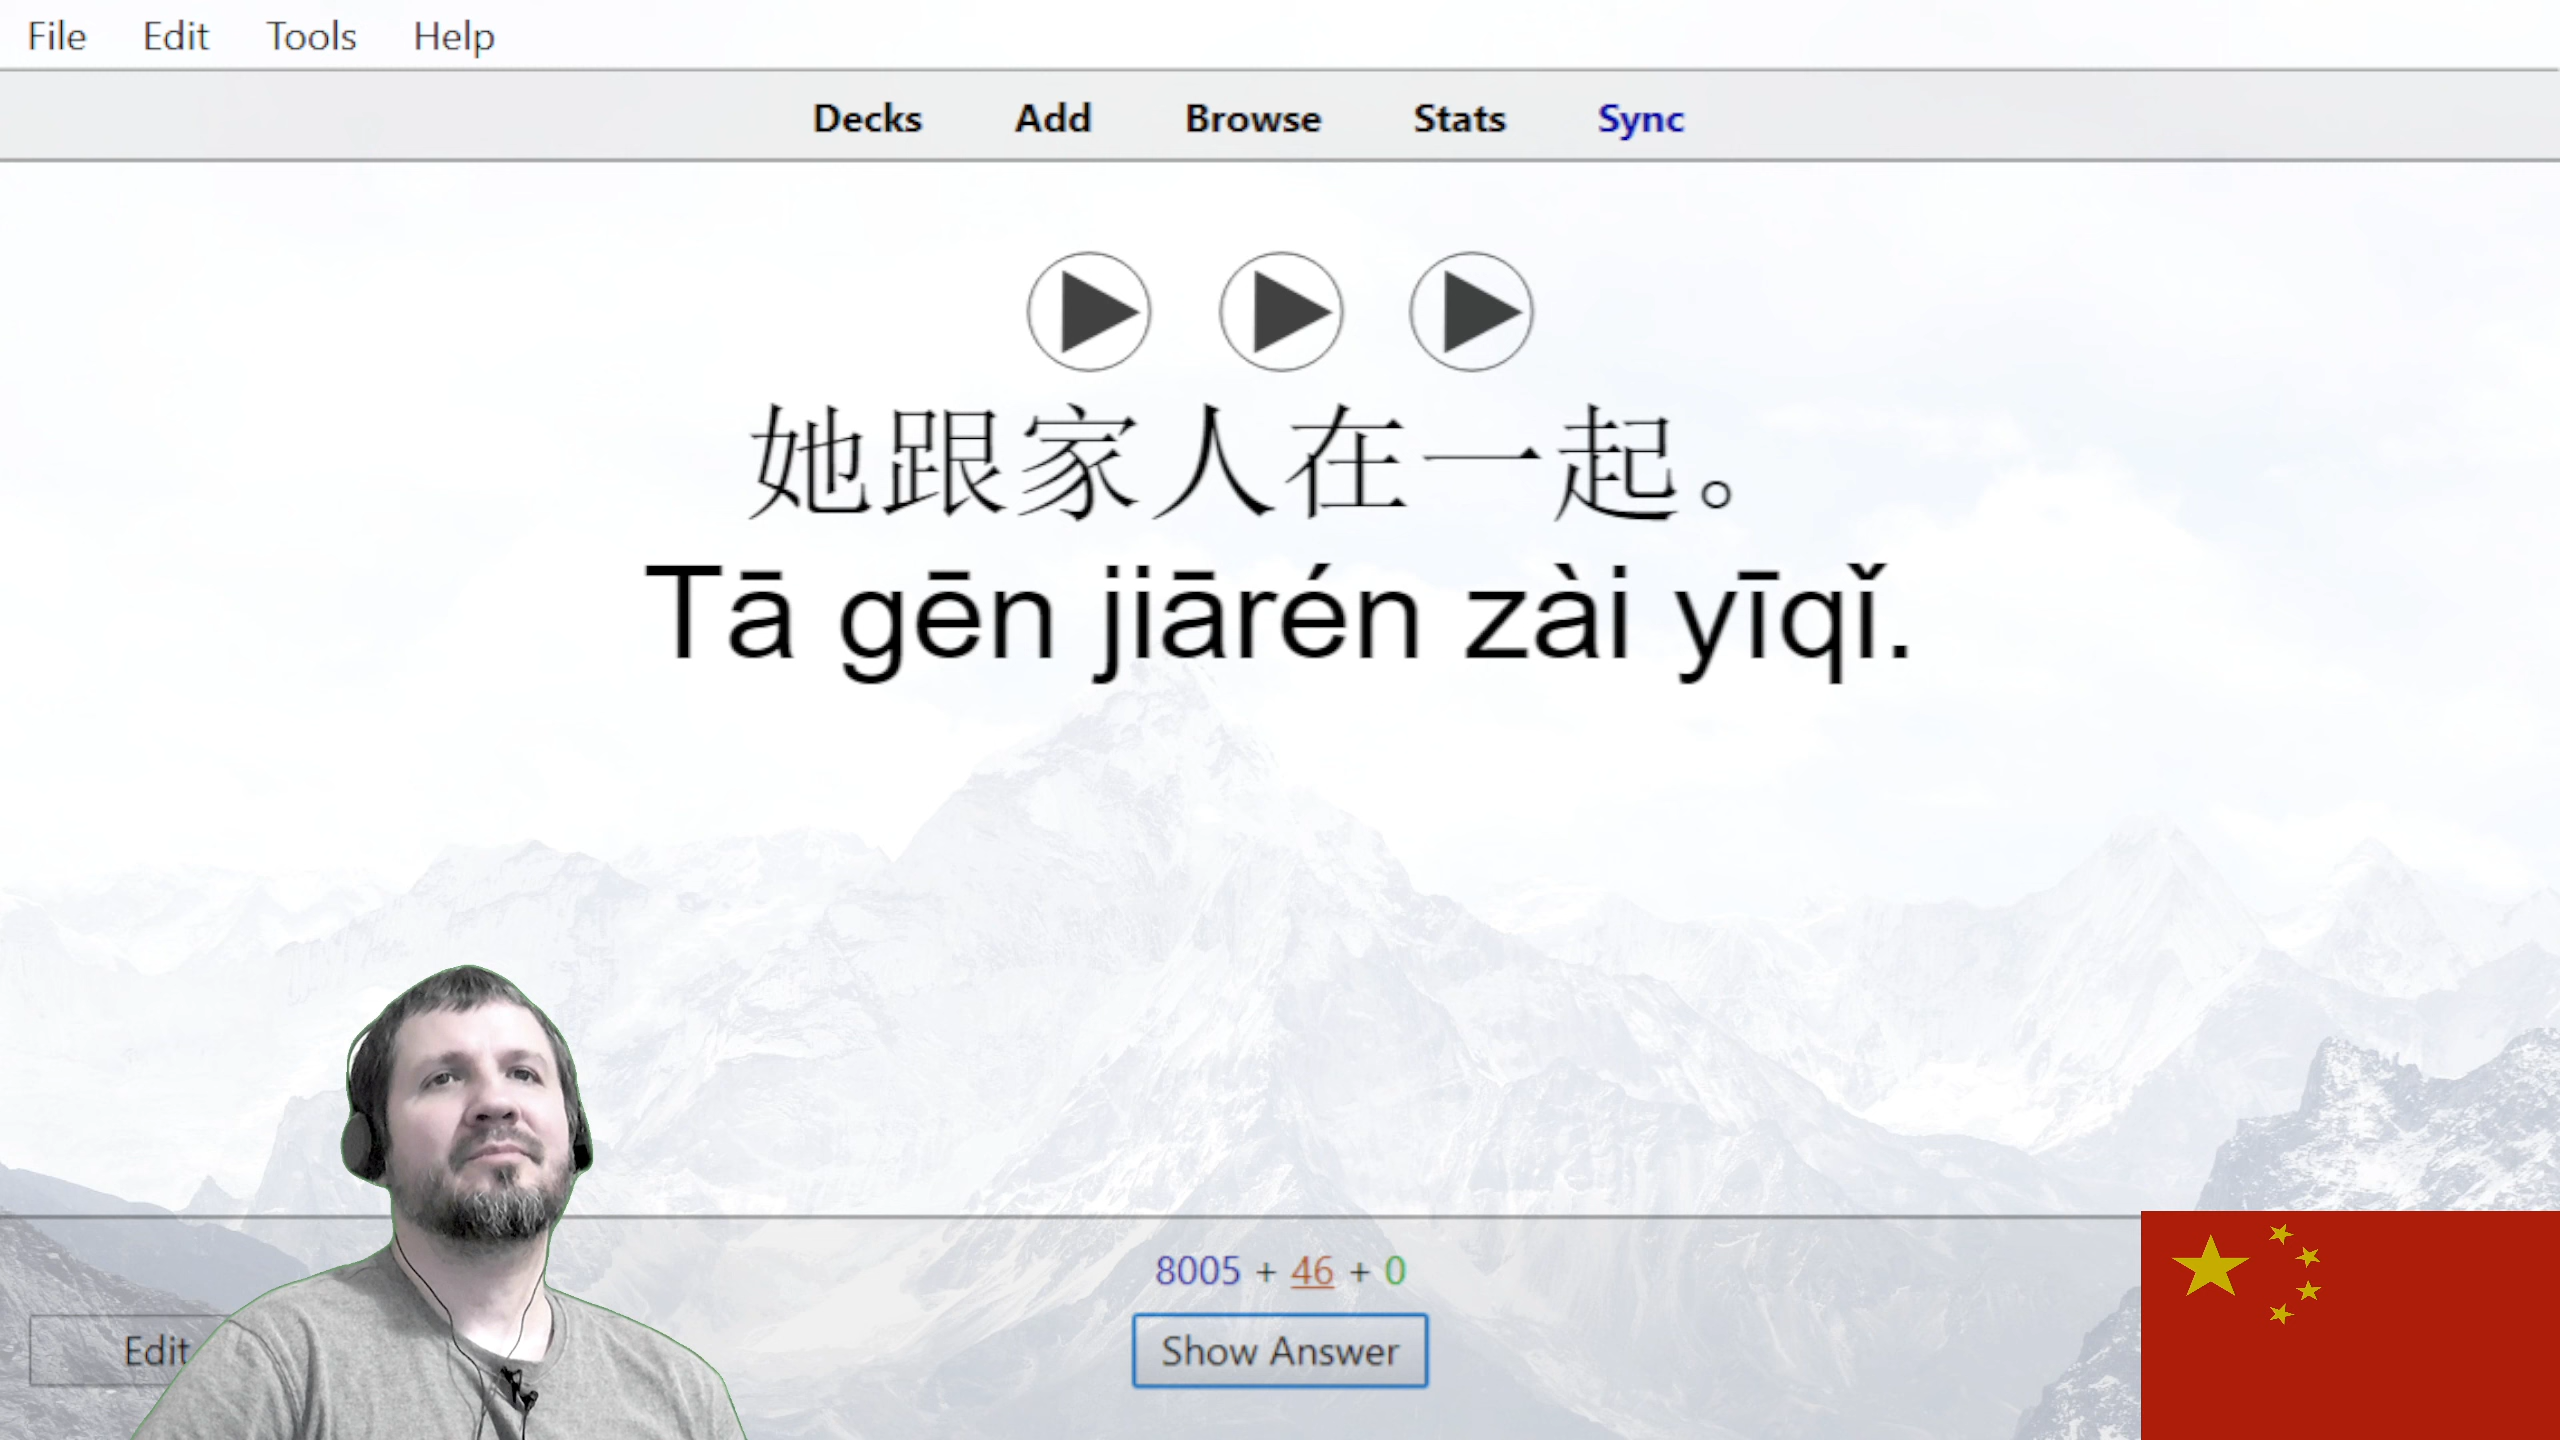 File Edit Tools Help
Decks Add Browse Stats Sync
她跟家人在一起。
Tā gēn jiārén zài yīqǐ.
8005 + 46 + 0
Edit
Show Answer